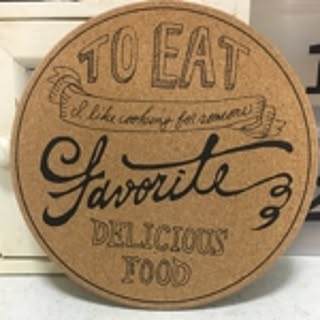 TO EAT
I like cooking for someone
Favorite
DELICIOUS
FOOD